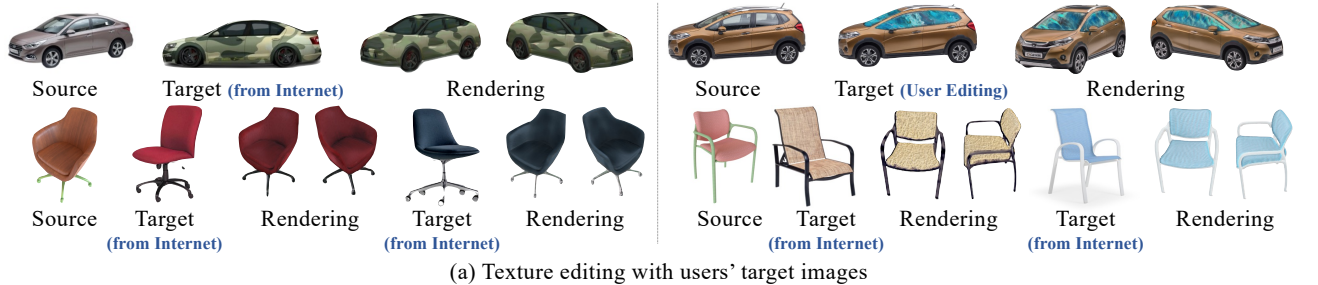 Source Target (from Internet) Rendering Source Target (User Editing) Rendering
Source Target Rendering Target Rendering Source Target Rendering Target Rendering
(from Internet) (from Internet) (from Internet) (from Internet)
(a) Texture editing with users' target images